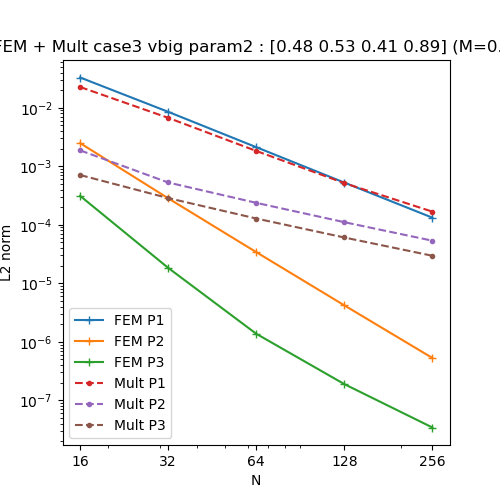 FEM + Mult case3 vbig param2 : [0.48 0.53 0.41 0.89] (M=0.
10⁻²
10⁻³
10⁻⁴
10⁻⁵
10⁻⁶
10⁻⁷
L2 norm
FEM P1
FEM P2
FEM P3
Mult P1
Mult P2
Mult P3
16 32 64 128 256
N